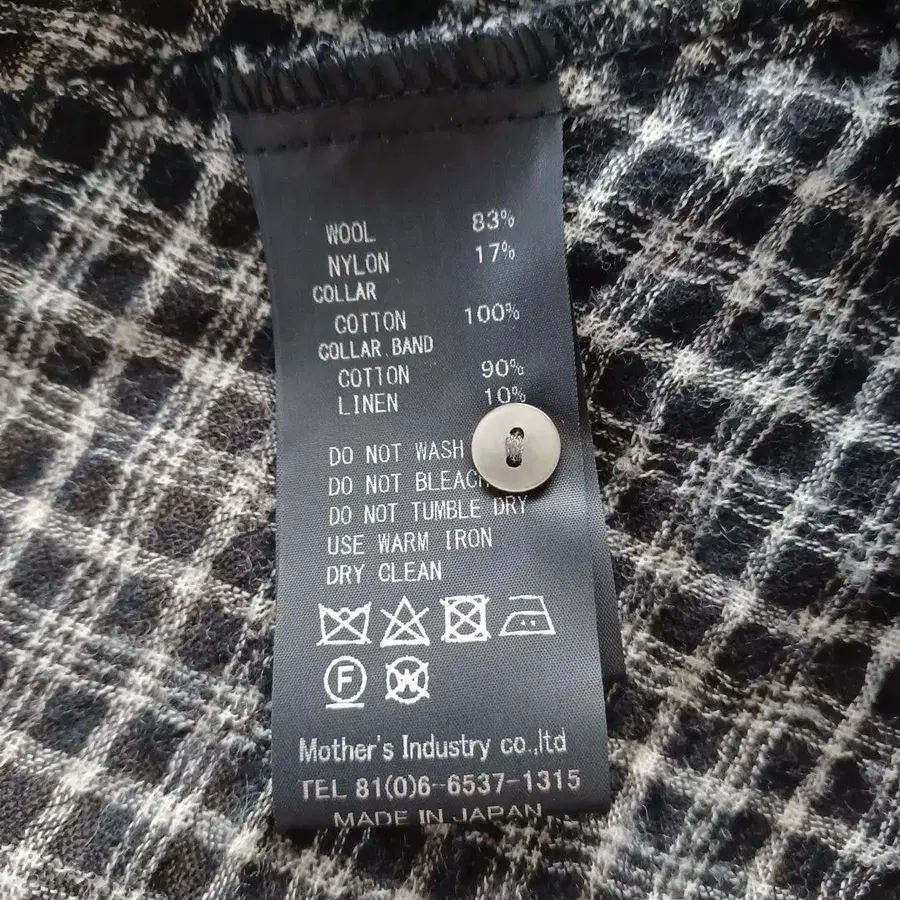 WOOL 83%
NYLON 17%
COLLAR
COTTON 100%
COLLAR BAND
COTTON 90%
LINEN 10%
DO NOT WASH
DO NOT BLEACH
DO NOT TUMBLE DRY
USE WARM IRON
DRY CLEAN
F W
Mother's Industry co.,ltd
TEL 81(0)6-6537-1315
MADE IN JAPAN